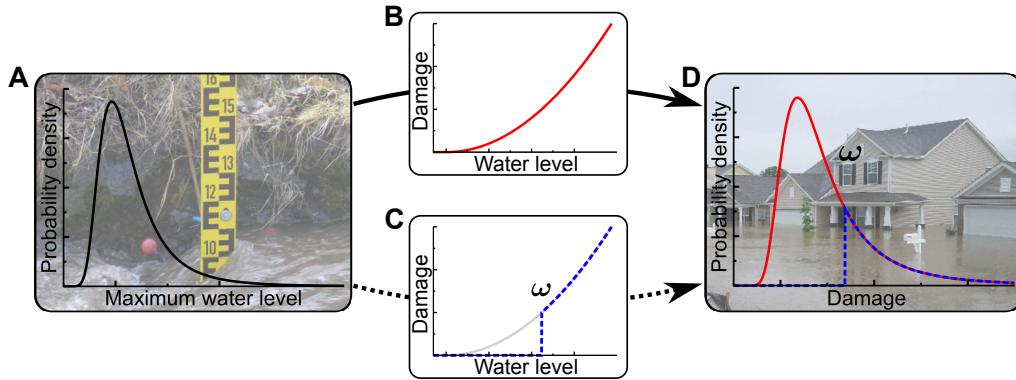 A
Probability density
Maximum water level
16
15
14
13
12
11
10
B
Damage
Water level
C
Damage
ω
Water level
D
Probability density
ω
Damage